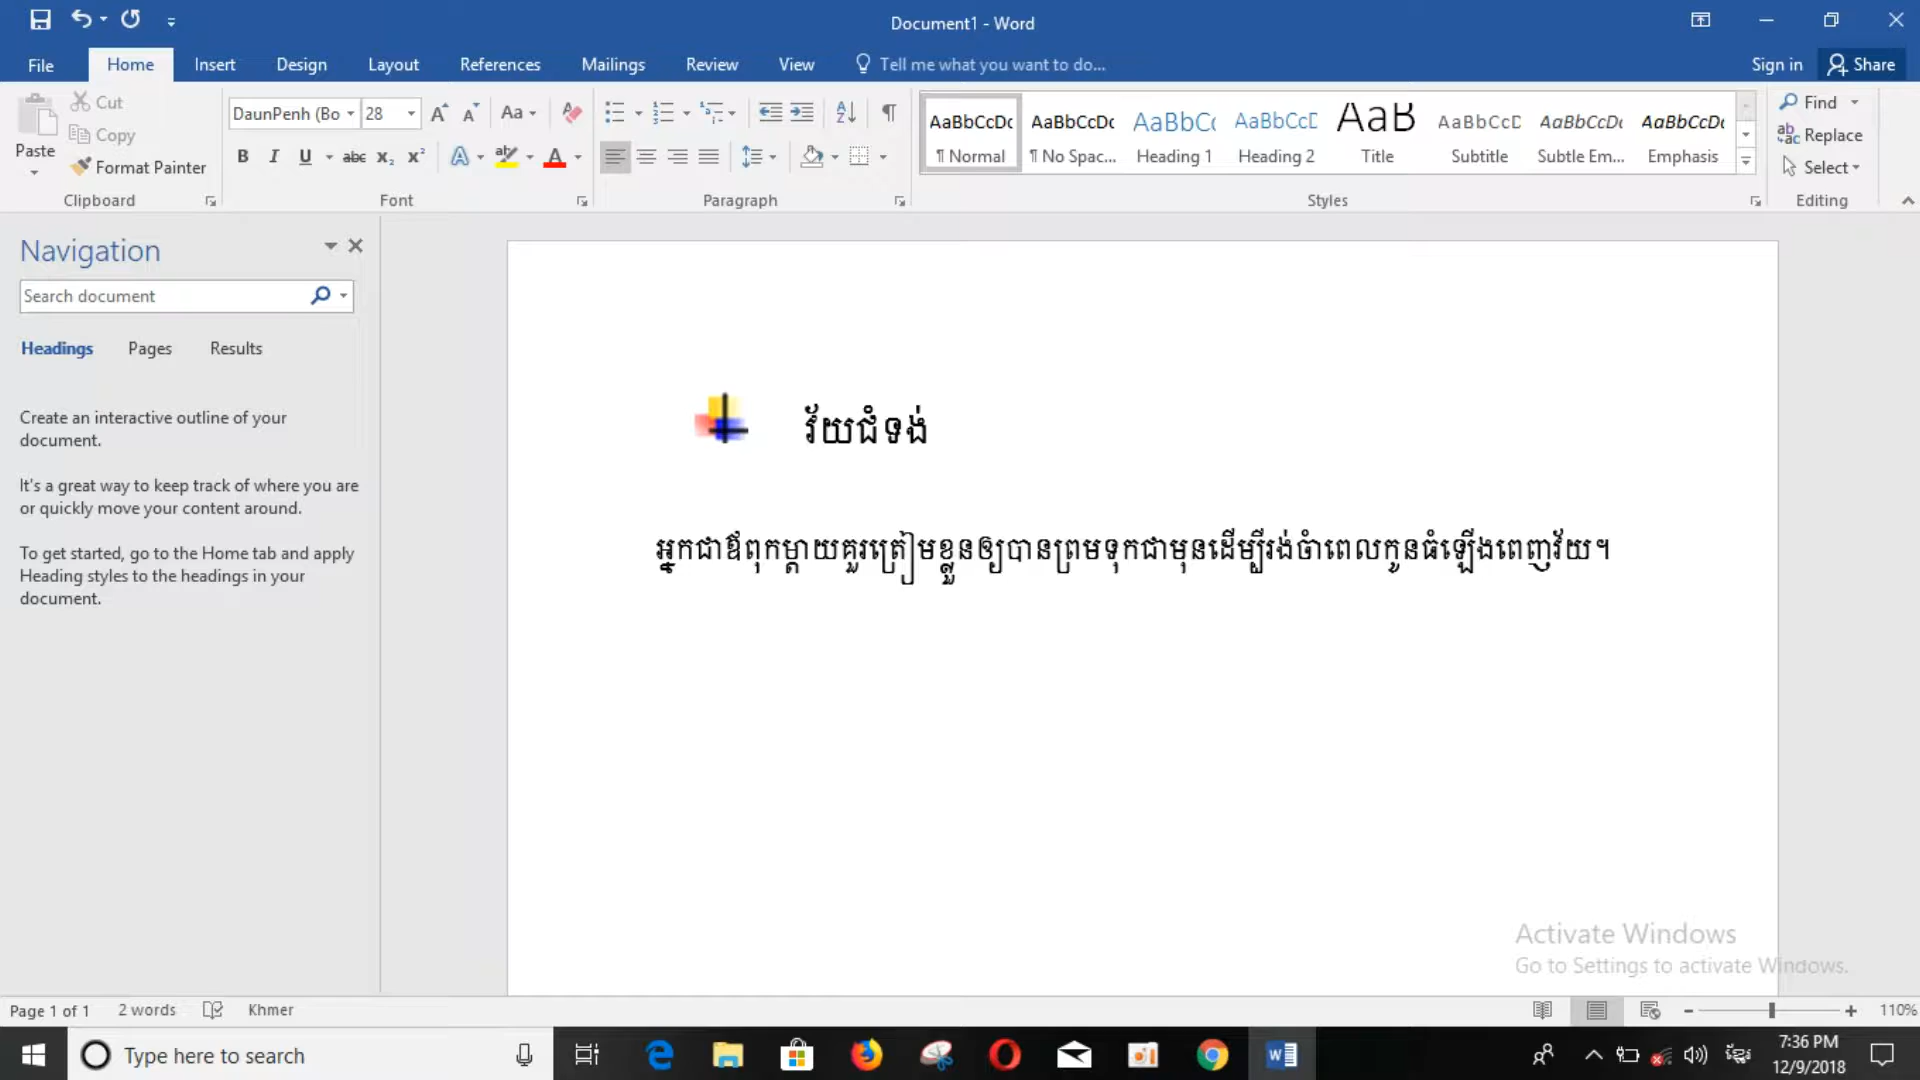 Document1 - Word
File Home Insert Design Layout References Mailings Review View Tell me what you want to do... Sign in Share
Paste
Cut
Copy
Format Painter
Clipboard
DaunPenh (Bo 28
Font
Paragraph
AaBbCcDc AaBbCcDc AaBbC AaBbCcD AaB AaBbCcD AaBbCcDt AaBbCcDt
¶ Normal ¶ No Spac... Heading 1 Heading 2 Title Subtitle Subtle Em... Emphasis
Styles
Find
Replace
Select
Editing
Navigation
Search document
Headings Pages Results
Create an interactive outline of your
document.
It's a great way to keep track of where you are
or quickly move your content around.
To get started, go to the Home tab and apply
Heading styles to the headings in your
document.
វ័យជំទង់
អ្នកជាឪពុកម្តាយគួរត្រៀមខ្លួនឲ្យបានព្រមទុកជាមុនដើម្បីរង់ចំាពេលកូនធំឡើងពេញវ័យ។
Activate Windows
Go to Settings to activate Windows.
Page 1 of 1 2 words Khmer 110%
Type here to search
7:36 PM
12/9/2018